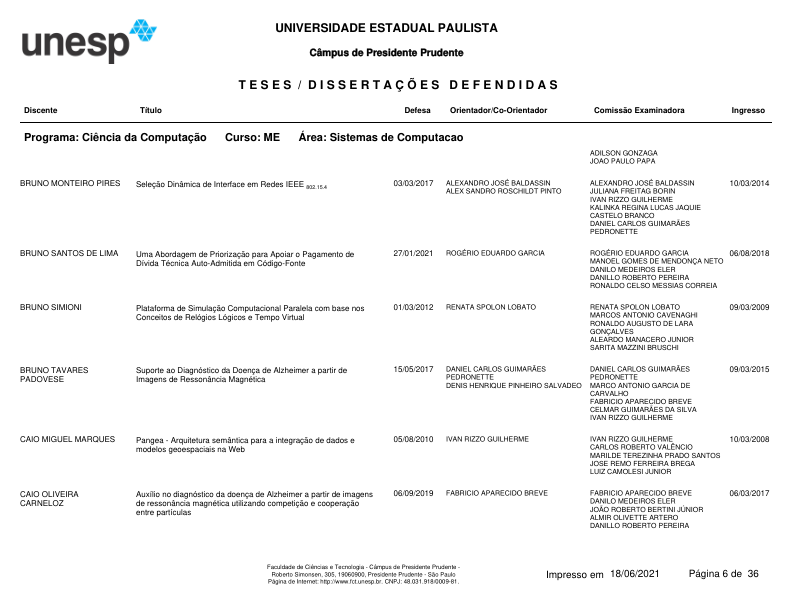 unesp
UNIVERSIDADE ESTADUAL PAULISTA
Câmpus de Presidente Prudente
TESES / DISSERTAÇÕES DEFENDIDAS
Discente Título Defesa Orientador/Co-Orientador Comissão Examinadora Ingresso
Programa: Ciência da Computação Curso: ME Área: Sistemas de Computacao
ADILSON GONZAGA
JOAO PAULO PAPA
BRUNO MONTEIRO PIRES Seleção Dinâmica de Interface em Redes IEEE 802.15.4 03/03/2017 ALEXANDRO JOSÉ BALDASSIN ALEXANDRO JOSÉ BALDASSIN 10/03/2014
ALEX SANDRO ROSCHILDT PINTO JULIANA FREITAG BORIN
IVAN RIZZO GUILHERME
KALINKA REGINA LUCAS JAQUIE
CASTELO BRANCO
DANIEL CARLOS GUIMARÃES
PEDRONETTE
BRUNO SANTOS DE LIMA Uma Abordagem de Priorização para Apoiar o Pagamento de 27/01/2021 ROGÉRIO EDUARDO GARCIA ROGÉRIO EDUARDO GARCIA 06/08/2018
Dívida Técnica Auto-Admitida em Código-Fonte MANOEL GOMES DE MENDONÇA NETO
DANILO MEDEIROS ELER
DANILLO ROBERTO PEREIRA
RONALDO CELSO MESSIAS CORREIA
BRUNO SIMIONI Plataforma de Simulação Computacional Paralela com base nos 01/03/2012 RENATA SPOLON LOBATO RENATA SPOLON LOBATO 09/03/2009
Conceitos de Relógios Lógicos e Tempo Virtual MARCOS ANTONIO CAVENAGHI
RONALDO AUGUSTO DE LARA
GONÇALVES
ALEARDO MANACERO JUNIOR
SARITA MAZZINI BRUSCHI
BRUNO TAVARES Suporte ao Diagnóstico da Doença de Alzheimer a partir de 15/05/2017 DANIEL CARLOS GUIMARÃES DANIEL CARLOS GUIMARÃES 09/03/2015
PADOVESE Imagens de Ressonância Magnética PEDRONETTE PEDRONETTE
DENIS HENRIQUE PINHEIRO SALVADEO MARCO ANTONIO GARCIA DE
CARVALHO
FABRICIO APARECIDO BREVE
CELMAR GUIMARÃES DA SILVA
IVAN RIZZO GUILHERME
CAIO MIGUEL MARQUES Pangea - Arquitetura semântica para a integração de dados e 05/08/2010 IVAN RIZZO GUILHERME IVAN RIZZO GUILHERME 10/03/2008
modelos geoespaciais na Web CARLOS ROBERTO VALÊNCIO
MARILDE TEREZINHA PRADO SANTOS
JOSE REMO FERREIRA BREGA
LUIZ CAMOLESI JUNIOR
CAIO OLIVEIRA Auxílio no diagnóstico da doença de Alzheimer a partir de imagens 06/09/2019 FABRICIO APARECIDO BREVE FABRICIO APARECIDO BREVE 06/03/2017
CARNELOZ de ressonância magnética utilizando competição e cooperação DANILO MEDEIROS ELER
entre partículas JOÃO ROBERTO BERTINI JÚNIOR
ALMIR OLIVETTE ARTERO
DANILLO ROBERTO PEREIRA
Faculdade de Ciências e Tecnologia - Câmpus de Presidente Prudente -
Roberto Simonsen, 305, 19060900, Presidente Prudente - São Paulo
Página de Internet: http://www.fct.unesp.br. CNPJ: 48.031.918/0009-81.
Impresso em 18/06/2021 Página 6 de 36